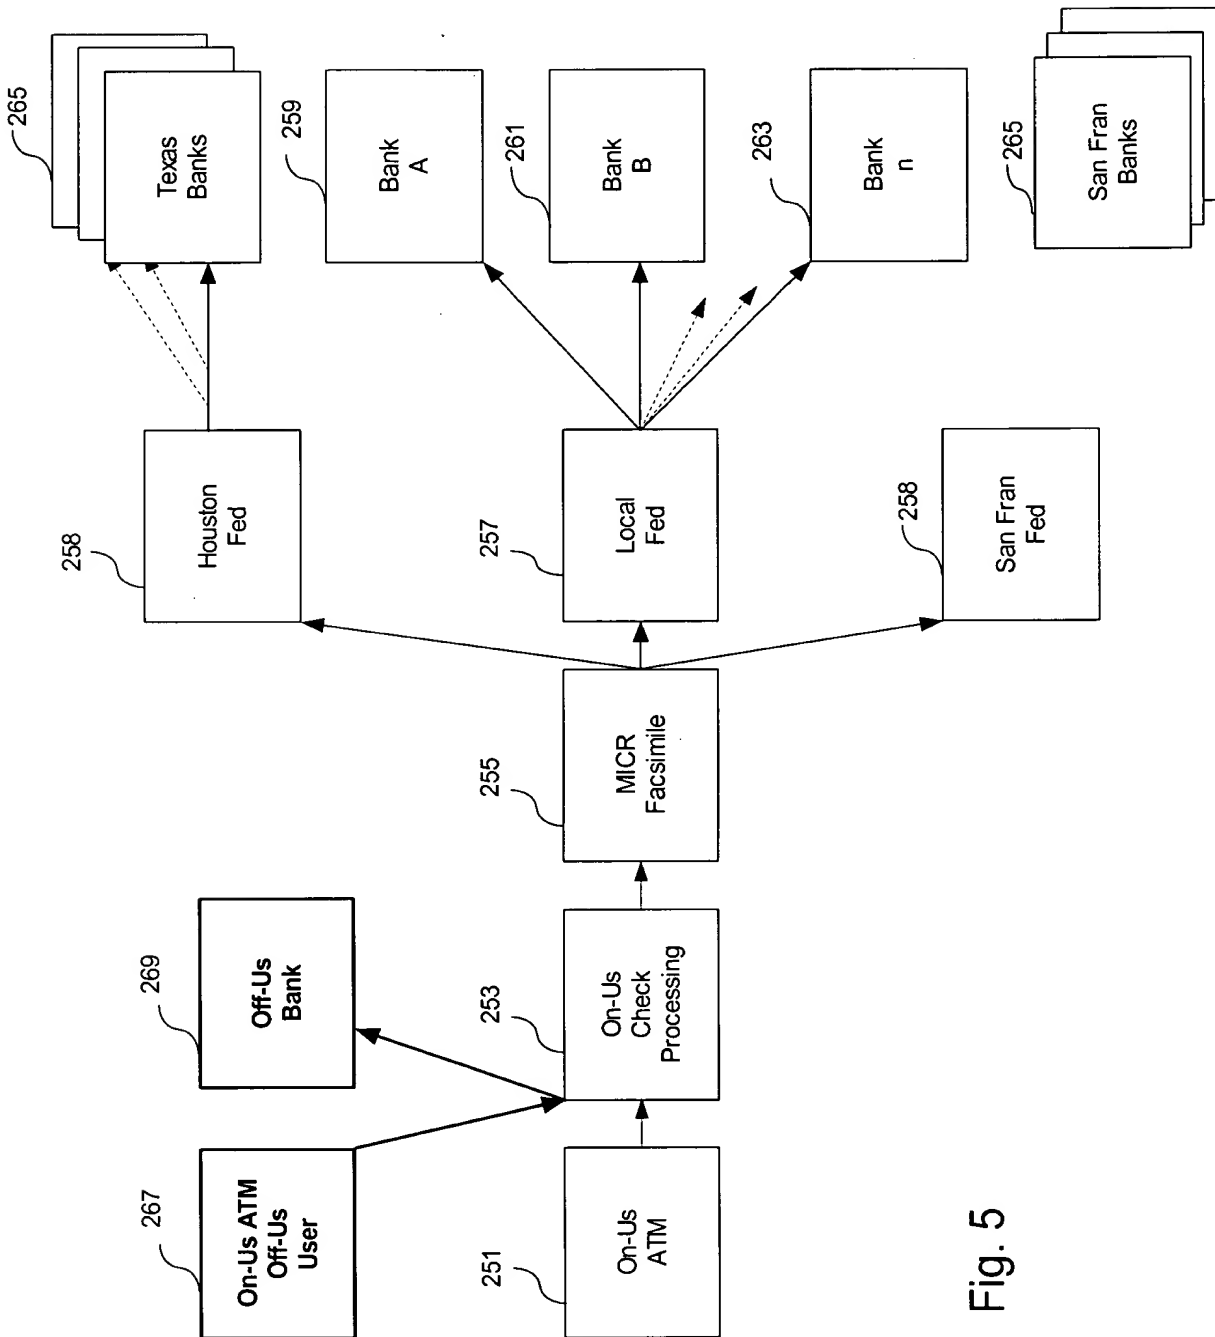 265
Texas
Banks
259
Bank
A
261
Bank
B
263
Bank
n
265
San Fran
Banks
258
Houston
Fed
257
Local
Fed
258
San Fran
Fed
255
MICR
Facsimile
269
Off-Us
Bank
253
On-Us
Check
Processing
267
On-Us ATM
Off-Us
User
251
On-Us
ATM
Fig. 5